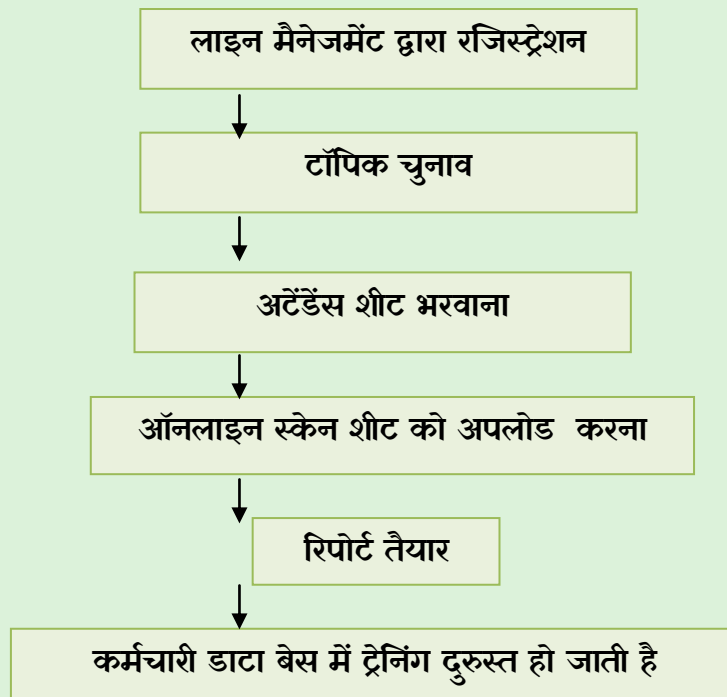 लाइन मैनेजमेंट द्वारा रजिस्ट्रेशन
टॉपिक चुनाव
अटेंडेंस शीट भरवाना
ऑनलाइन स्केन शीट को अपलोड करना
रिपोर्ट तैयार
कर्मचारी डाटा बेस में ट्रेनिंग दुरुस्त हो जाती है